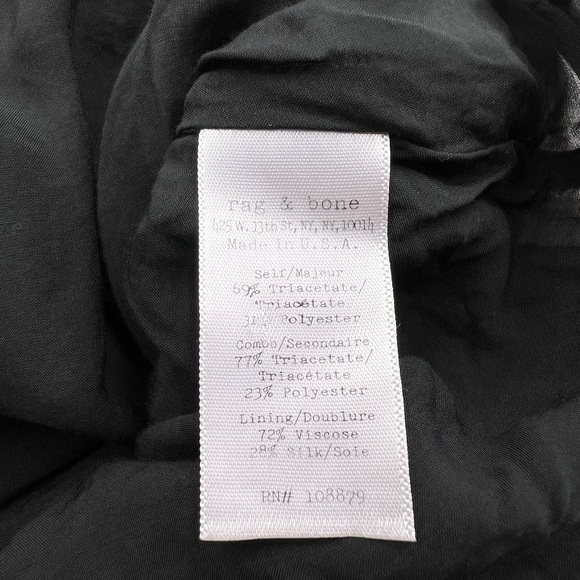 rag & bone
425 W. 13th St, NY, NY, 10014
Made in U.S.A.
Self/Majeur
69% Triacetate/
Triacétate
31% Polyester
Combo/Secondaire
77% Triacetate/
Triacétate
23% Polyester
Lining/Doublure
72% Viscose
28% Silk/Soie
RN# 108879